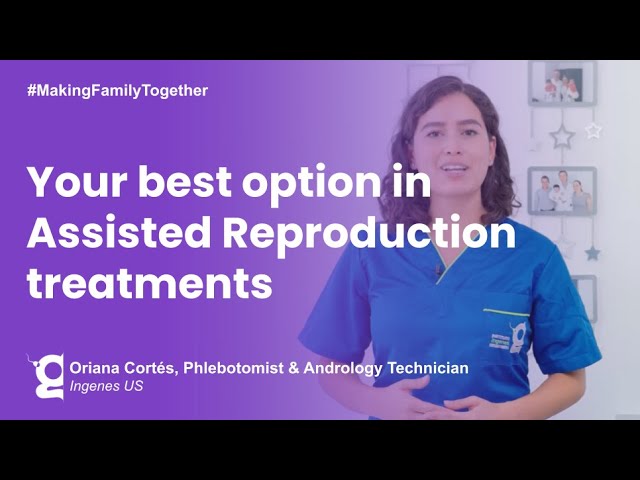 #MakingFamilyTogether
Your best option in
Assisted Reproduction
treatments
Oriana Cortés, Phlebotomist & Andrology Technician
Ingenes US